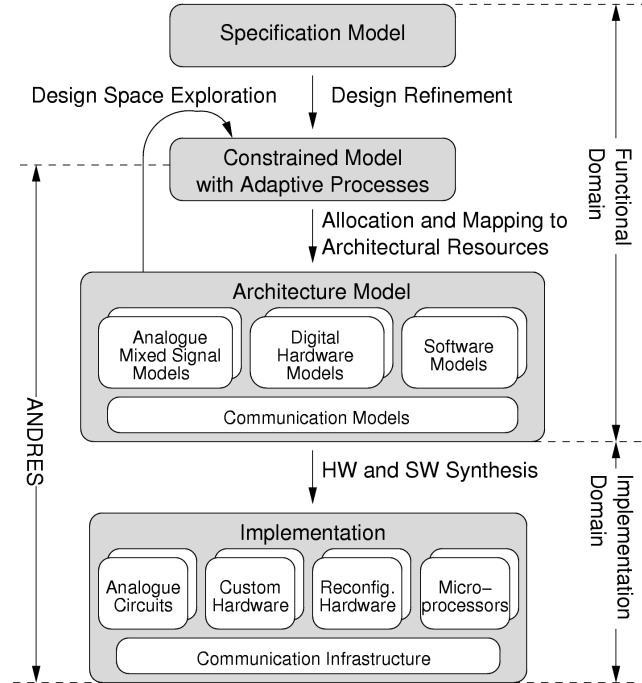 Specification Model
Design Space Exploration
Design Refinement
Constrained Model
with Adaptive Processes
Allocation and Mapping to
Architectural Resources
Architecture Model
Analogue
Mixed Signal
Models
Digital
Hardware
Models
Software
Models
Communication Models
HW and SW Synthesis
Implementation
Analogue
Circuits
Custom
Hardware
Reconfig.
Hardware
Micro–
processors
Communication Infrastructure
ANDRES
Functional
Domain
Implementation
Domain